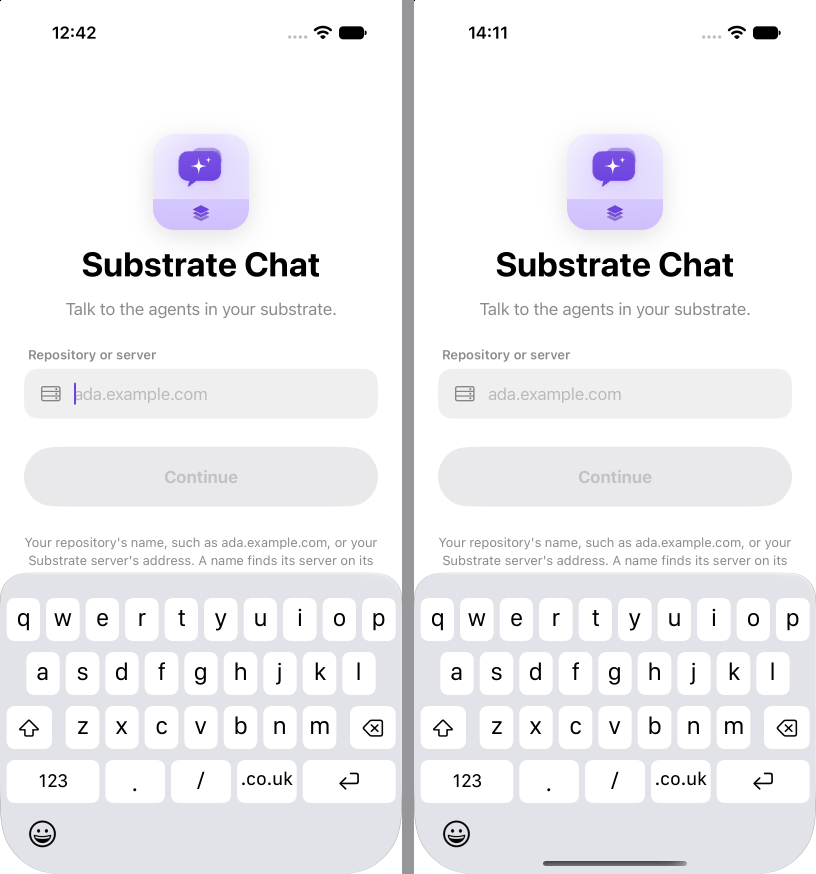 12:42
Substrate Chat
Talk to the agents in your substrate.
Repository or server
ada.example.com
Continue
Your repository's name, such as ada.example.com, or your
Substrate server's address. A name finds its server on its
q w e r t y u i o p
a s d f g h j k l
z x c v b n m
123 . / .co.uk
14:11
Substrate Chat
Talk to the agents in your substrate.
Repository or server
ada.example.com
Continue
Your repository's name, such as ada.example.com, or your
Substrate server's address. A name finds its server on its
q w e r t y u i o p
a s d f g h j k l
z x c v b n m
123 . / .co.uk